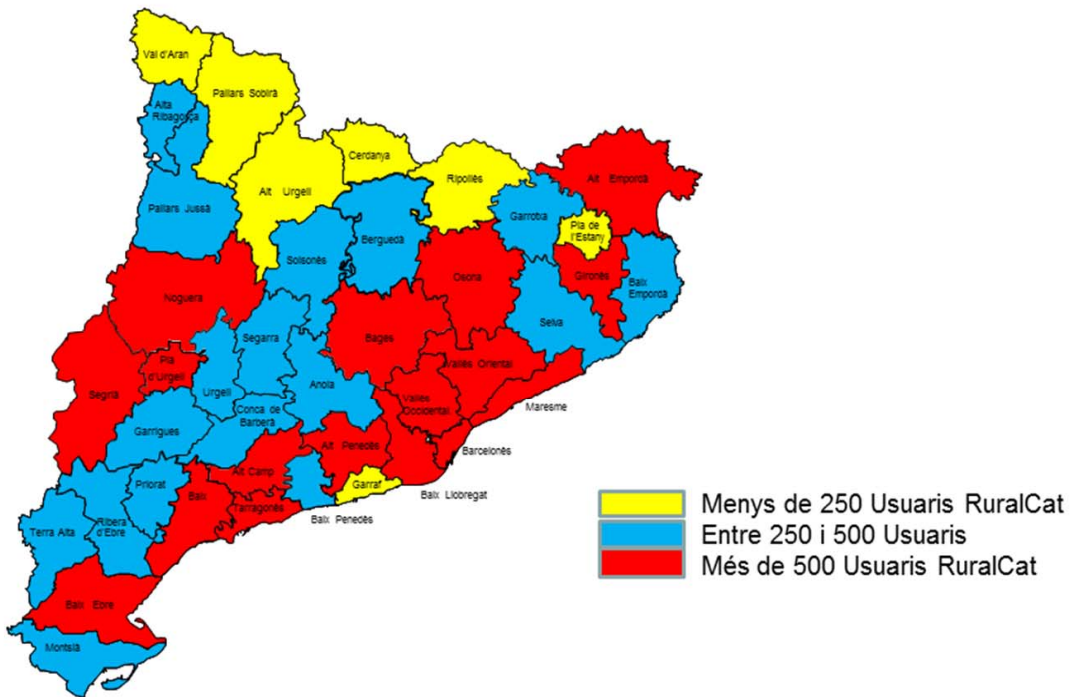 Val d'Aran
Pallars Sobirà
Alta
Ribagorça
Cerdanya
Ripollès
Alt Empordà
Alt Urgell
Pallars Jussà
Garrotxa
Pla de
l'Estany
Berguedà
Solsonès
Osona
Gironès
Baix
Empordà
Noguera
Selva
Segarra
Bages
Vallès Oriental
Pla
d'Urgell
Segrià
Urgell
Anoia
Vallès
Occidental
Maresme
Conca de
Barberà
Garrigues
Alt Penedès
Barcelonès
Alt Camp
Garraf
Baix Llobregat
Priorat
Baix
Tarragonès
Baix Penedès
Terra Alta
Ribera
d'Ebre
Baix Ebre
Montsià
Menys de 250 Usuaris RuralCat
Entre 250 i 500 Usuaris
Més de 500 Usuaris RuralCat